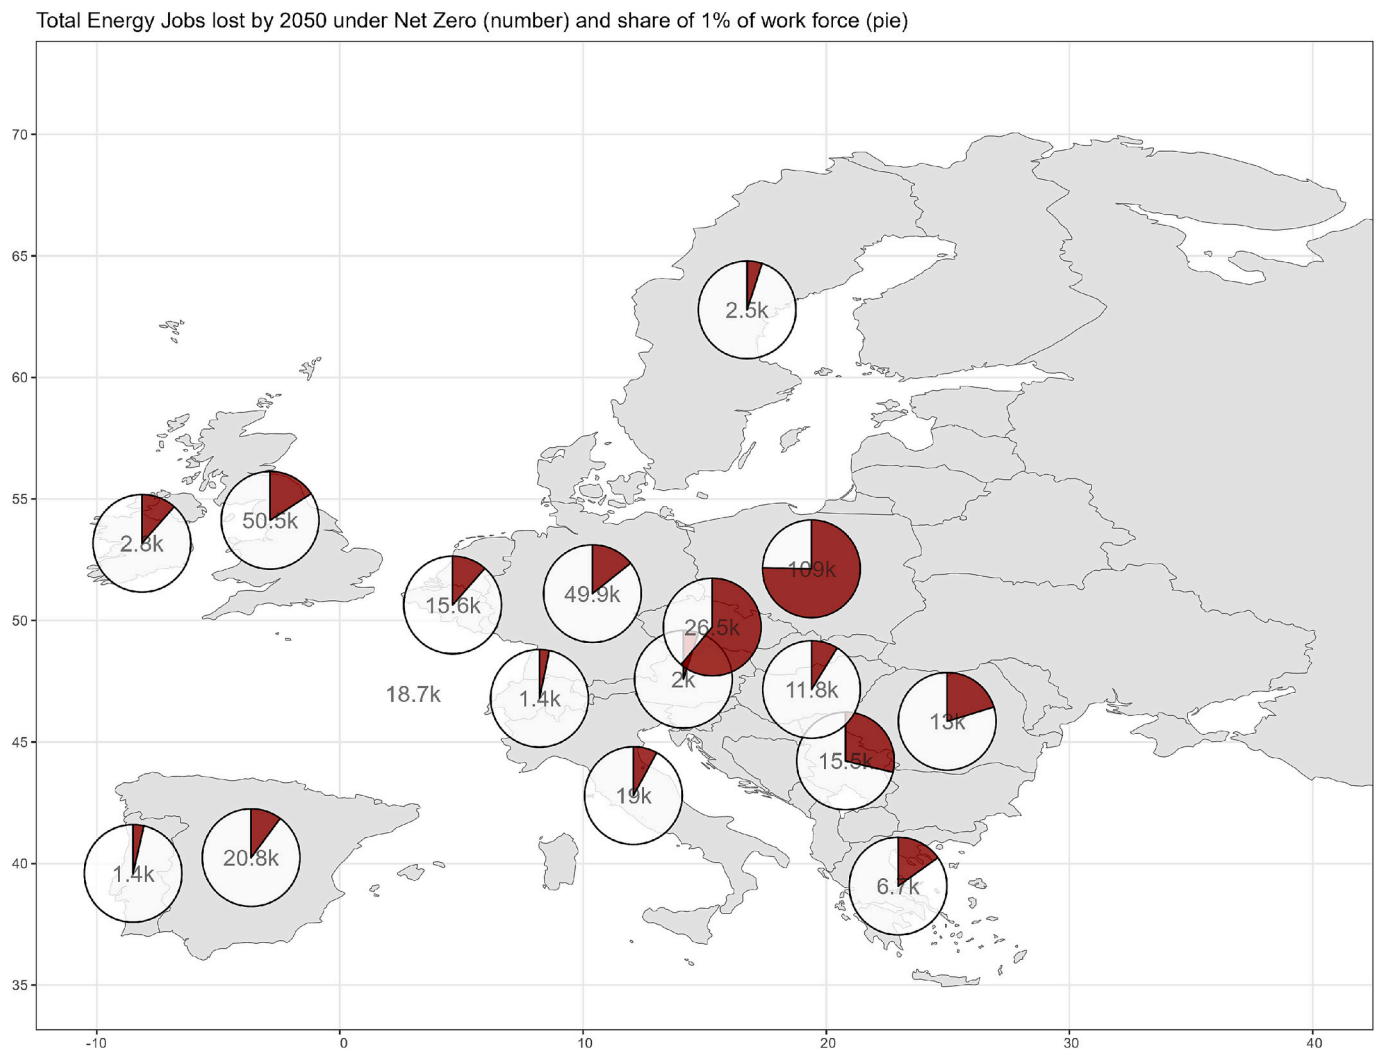 Total Energy Jobs lost by 2050 under Net Zero (number) and share of 1% of work force (pie)
70
65
2.5k
60
55
50.5k
2.8k
109k
49.9k
15.6k
26.5k
50
2k
11.8k
18.7k
1.4k
13k
45
15.5k
19k
20.8k
40
1.4k
6.7k
35
-10
0
10
20
30
40